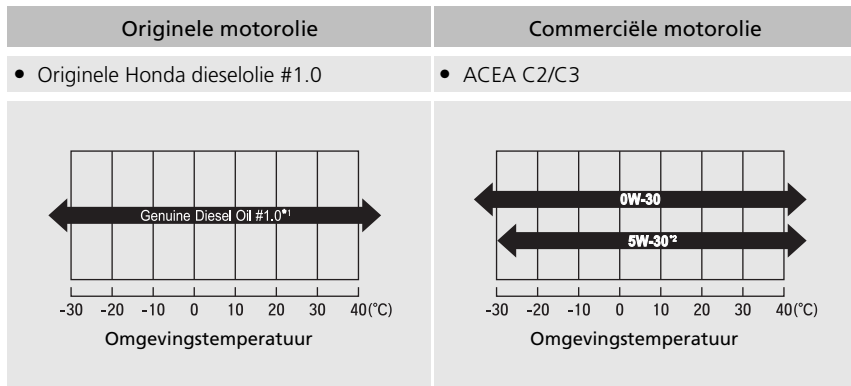 Originele motorolie
Commerciële motorolie
• Originele Honda dieselolie #1.0
• ACEA C2/C3
Genuine Diesel Oil #1.0*1
-30 -20 -10 0 10 20 30 40(°C)
Omgevingstemperatuur
0W-30
5W-30*2
-30 -20 -10 0 10 20 30 40(°C)
Omgevingstemperatuur